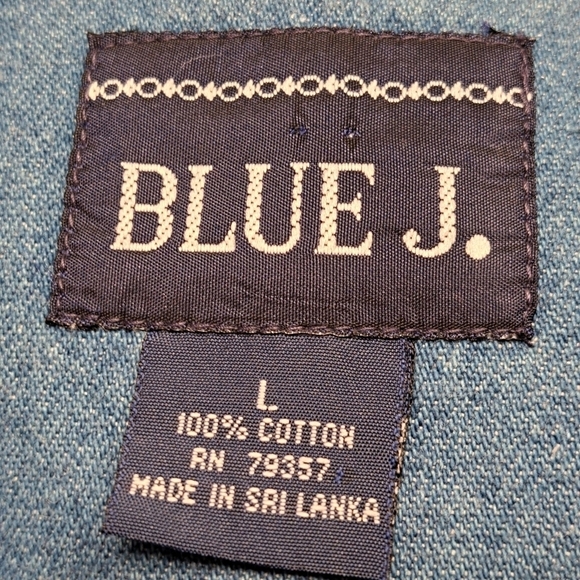 BLUE J.
L
100% COTTON
RN 79357
MADE IN SRI LANKA